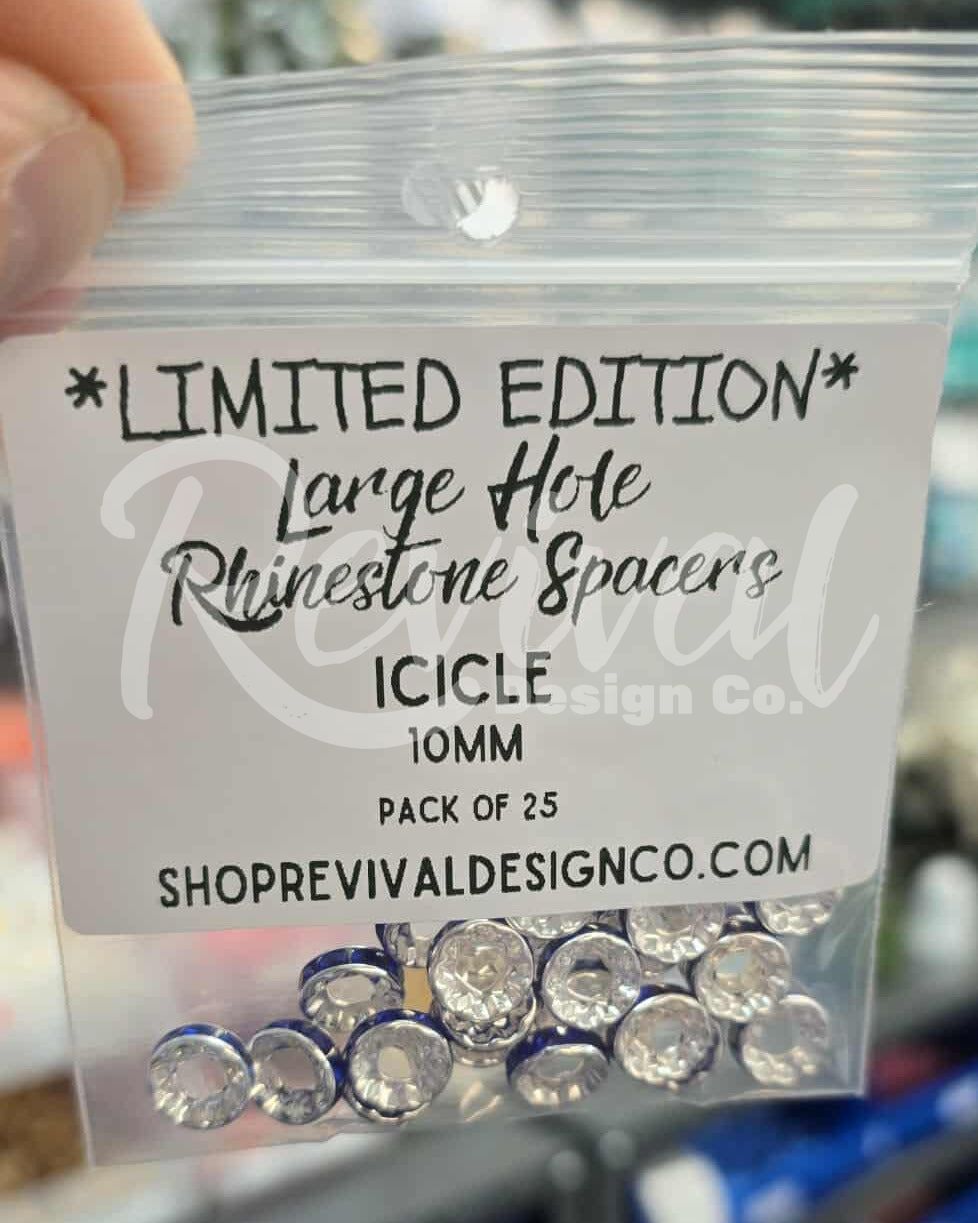 *LIMITED EDITION*
Large Hole
Rhinestone Spacers
ICICLE
10MM
PACK OF 25
SHOPREVIVALDESIGNCO.COM
Revival
Design Co.